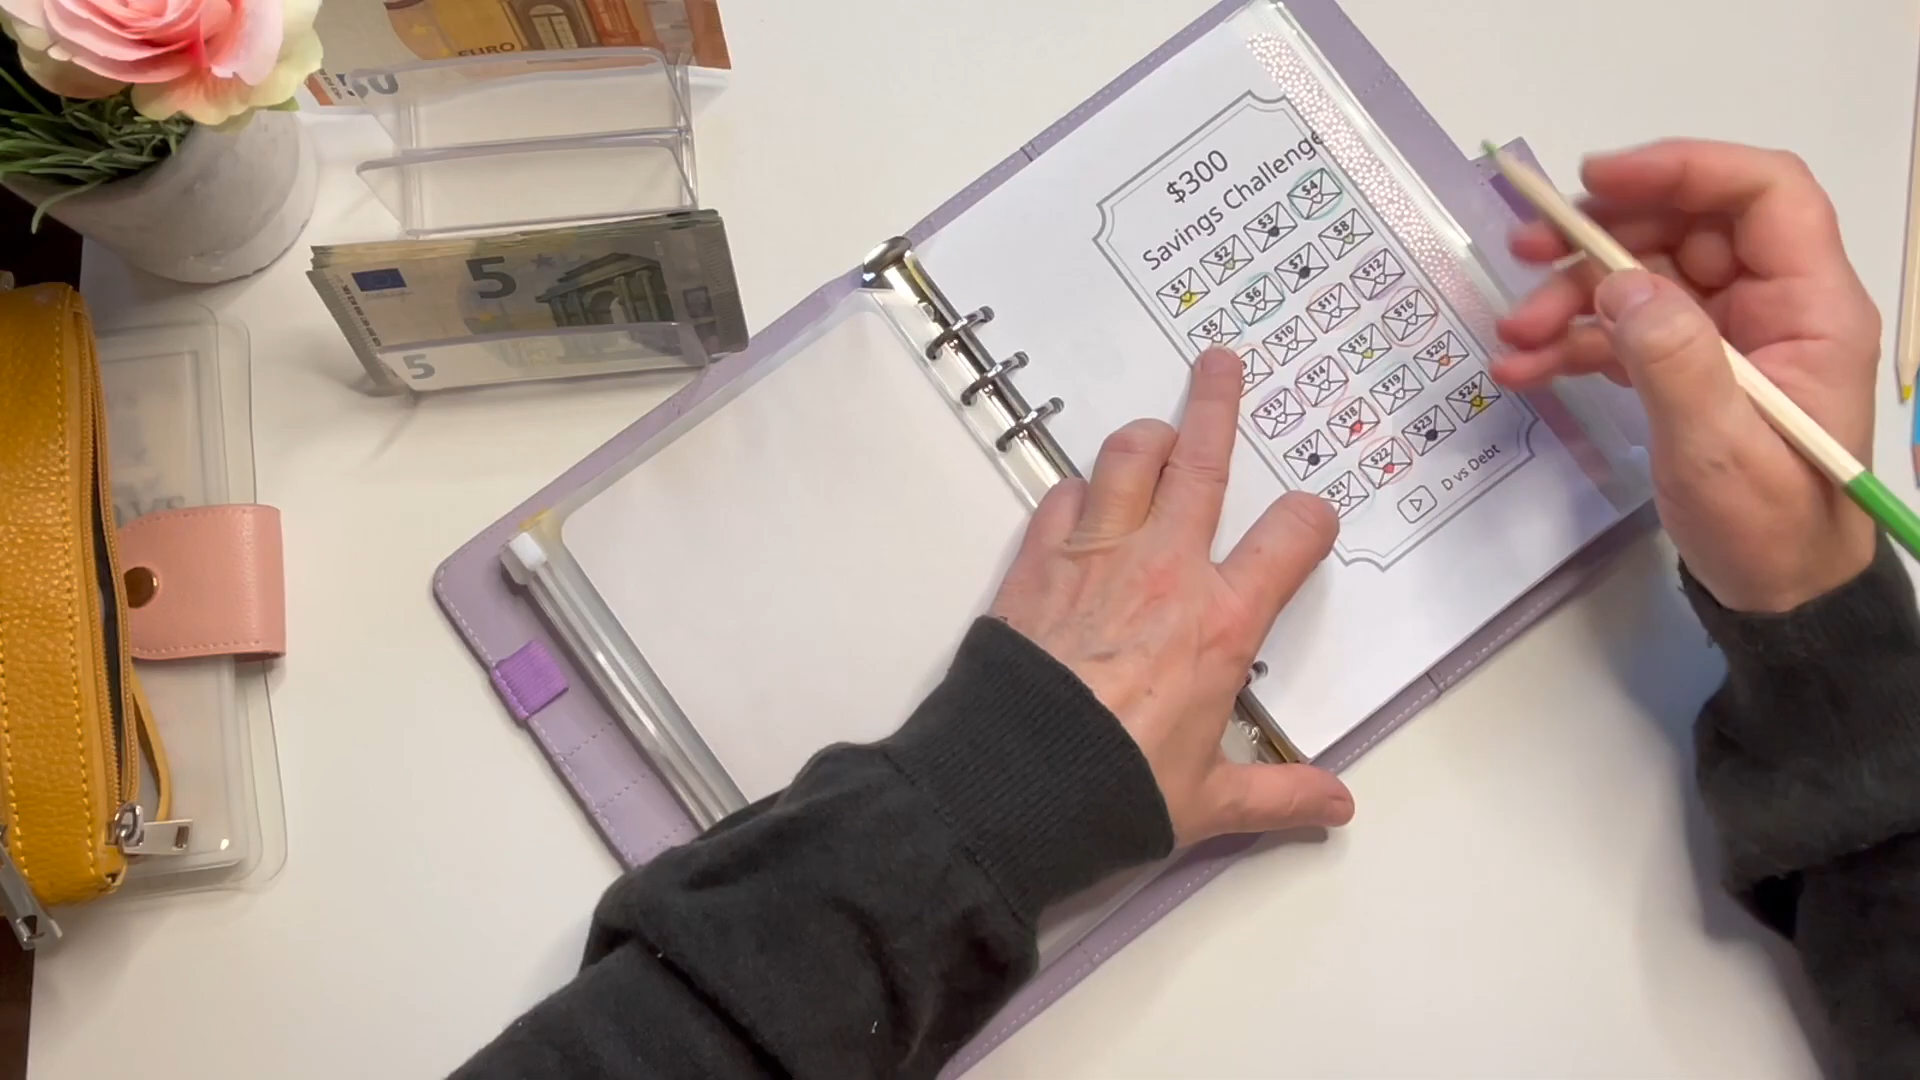 EURO
50
5
5
$300
Savings Challenge
$1 $2 $3 $4
$5 $6 $7 $8
$10 $11 $12
$13 $14 $15 $16
$17 $18 $19 $20
$21 $22 $23 $24
D vs Debt